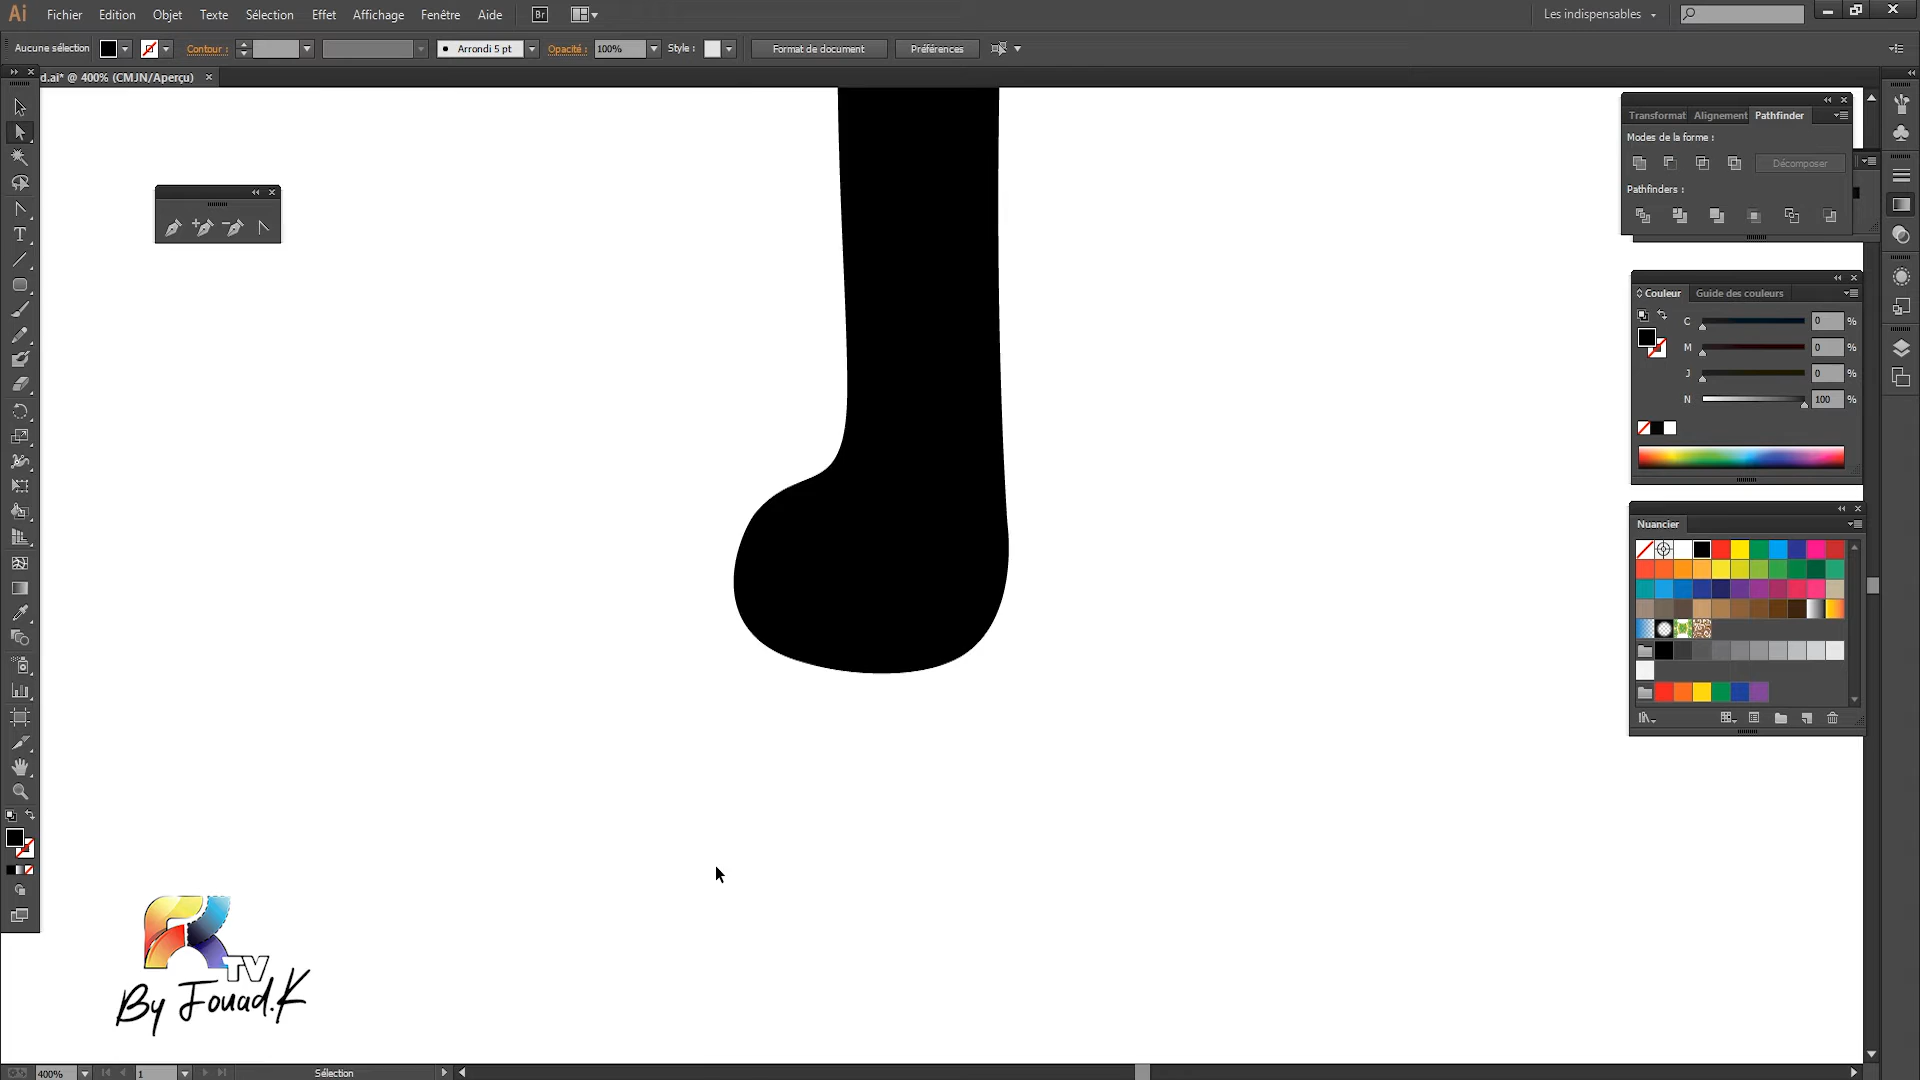 Ai Fichier Edition Objet Texte Sélection Effet Affichage Fenêtre Aide Br Les indispensables
Aucune sélection Contour : Arrondi 5 pt Opacité : 100% Style : Format de document Préférences
d.ai* @ 400% (CMJN/Aperçu)
Transformat Alignement Pathfinder
Modes de la forme :
Décomposer
Pathfinders :
Couleur Guide des couleurs
C 0 %
M 0 %
J 0 %
N 100 %
Nuancier
TV
By Fouad.K
400% 1 Sélection